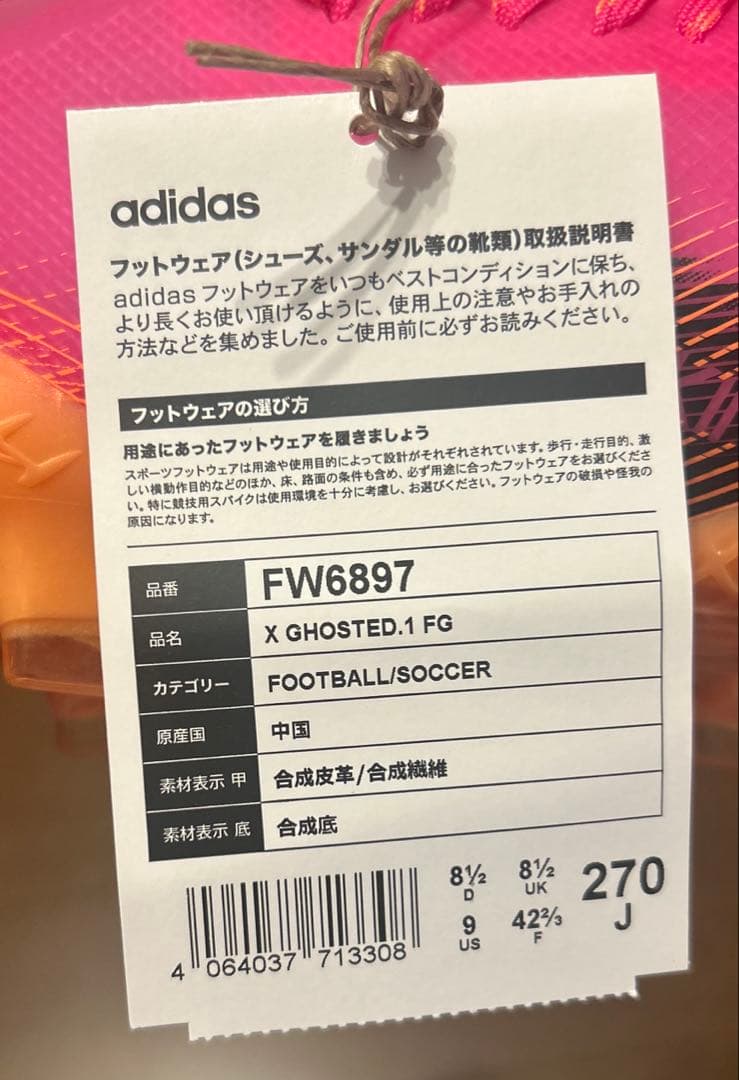 adidas
フットウェア(シューズ、サンダル等の靴類)取扱説明書
adidas フットウェアをいつもベストコンディションに保ち、
より長くお使い頂けるように、使用上の注意やお手入れの
方法などを集めました。ご使用前に必ずお読みください。
フットウェアの選び方
用途にあったフットウェアを履きましょう
スポーツフットウェアは用途や使用目的によって設計がそれぞれされています。歩行・走行目的、激
しい横動作目的などのほか、床、路面の条件も含め、必ず用途に合ったフットウェアをお選びくださ
い。特に競技用スパイクは使用環境を十分に考慮し、お選びください。フットウェアの破損や怪我の
原因になります。
品番 FW6897
品名 X GHOSTED.1 FG
カテゴリー FOOTBALL/SOCCER
原産国 中国
素材表示 甲 合成皮革/合成繊維
素材表示 底 合成底
8½ 8½ 270
D UK J
9 42⅔
US F
4 064037 713308